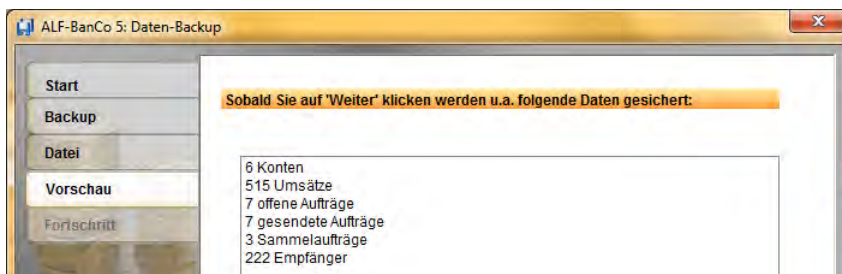 ALF-BanCo 5: Daten-Backup
Start
Backup
Datei
Vorschau
Fortschritt
Sobald Sie auf 'Weiter' klicken werden u.a. folgende Daten gesichert:
6 Konten
515 Umsätze
7 offene Aufträge
7 gesendete Aufträge
3 Sammelaufträge
222 Empfänger